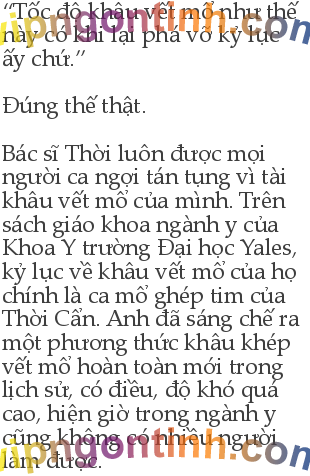 “Tốc độ khâu vết mổ như thế
này có khi lại phá vỡ kỷ lục
ấy chứ.”
Đúng thế thật.
Bác sĩ Thời luôn được mọi
người ca ngợi tán tụng vì tài
khâu vết mổ của mình. Trên
sách giáo khoa ngành y của
Khoa Y trường Đại học Yales,
kỷ lục về khâu vết mổ của họ
chính là ca mổ ghép tim của
Thời Cẩn. Anh đã sáng chế ra
một phương thức khâu khép
vết mổ hoàn toàn mới trong
lịch sử, có điều, độ khó quá
cao, hiện giờ trong ngành y
cũng không có nhiều người
làm được.